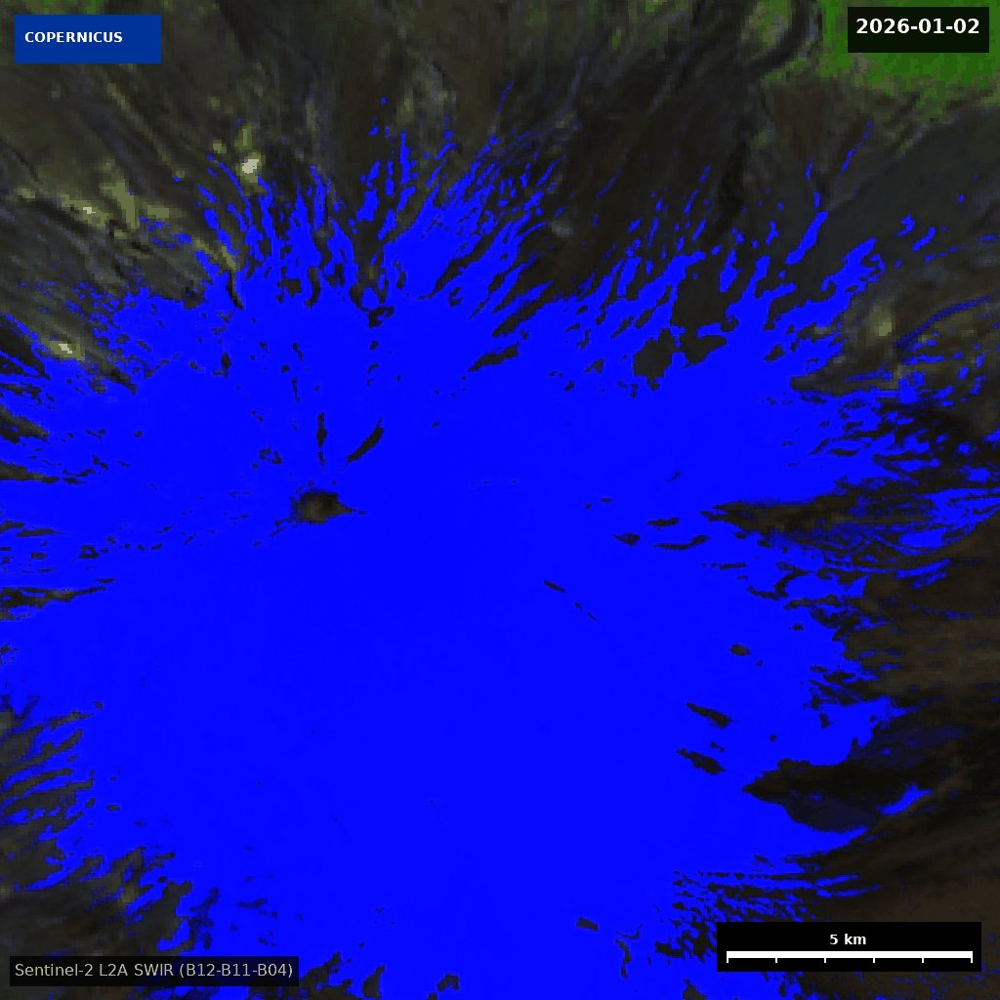 COPERNICUS
2026-01-02
5 km
Sentinel-2 L2A SWIR (B12-B11-B04)